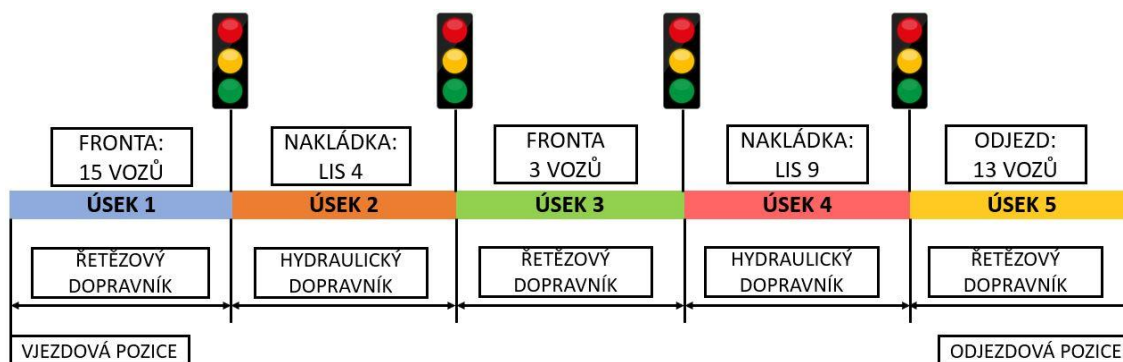 FRONTA:
15 VOZŮ
NAKLÁDKA:
LIS 4
FRONTA
3 VOZŮ
NAKLÁDKA:
LIS 9
ODJEZD:
13 VOZŮ
ÚSEK 1
ÚSEK 2
ÚSEK 3
ÚSEK 4
ÚSEK 5
ŘETĚZOVÝ
DOPRAVNÍK
HYDRAULICKÝ
DOPRAVNÍK
ŘETĚZOVÝ
DOPRAVNÍK
HYDRAULICKÝ
DOPRAVNÍK
ŘETĚZOVÝ
DOPRAVNÍK
VJEZDOVÁ POZICE
ODJEZDOVÁ POZICE